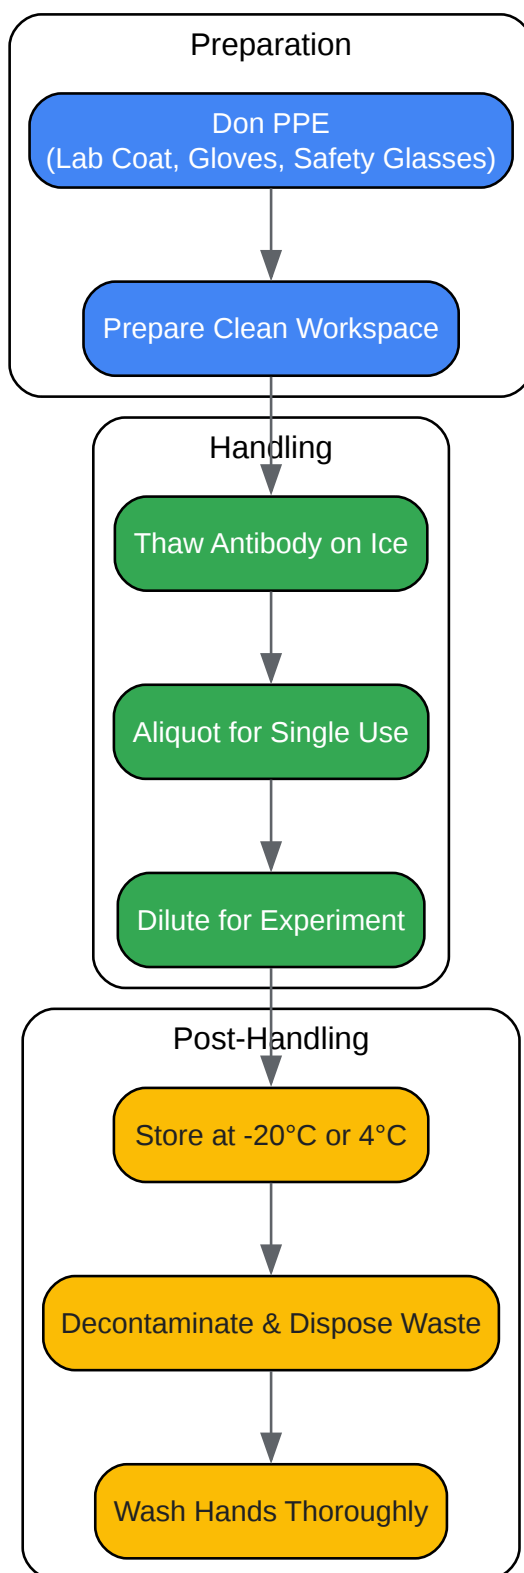 Preparation
Don PPE
(Lab Coat, Gloves, Safety Glasses)
Prepare Clean Workspace
Handling
Thaw Antibody on Ice
Aliquot for Single Use
Dilute for Experiment
Post-Handling
Store at -20°C or 4°C
Decontaminate & Dispose Waste
Wash Hands Thoroughly